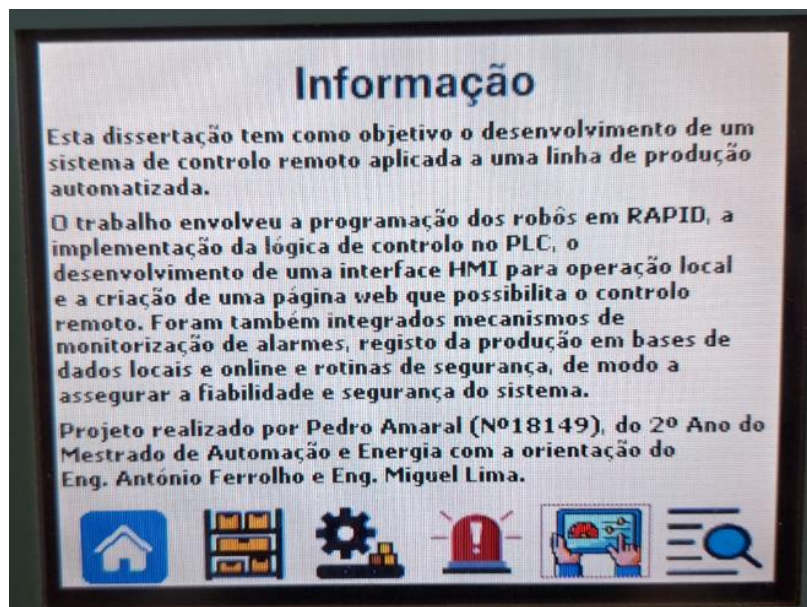 Informação
Esta dissertação tem como objetivo o desenvolvimento de um
sistema de controlo remoto aplicada a uma linha de produção
automatizada.
O trabalho envolveu a programação dos robôs em RAPID, a
implementação da lógica de controlo no PLC, o
desenvolvimento de uma interface HMI para operação local
e a criação de uma página web que possibilita o controlo
remoto. Foram também integrados mecanismos de
monitorização de alarmes, registo da produção em bases de
dados locais e online e rotinas de segurança, de modo a
assegurar a fiabilidade e segurança do sistema.
Projeto realizado por Pedro Amaral (Nº18149), do 2º Ano do
Mestrado de Automação e Energia com a orientação do
Eng. António Ferrolho e Eng. Miguel Lima.